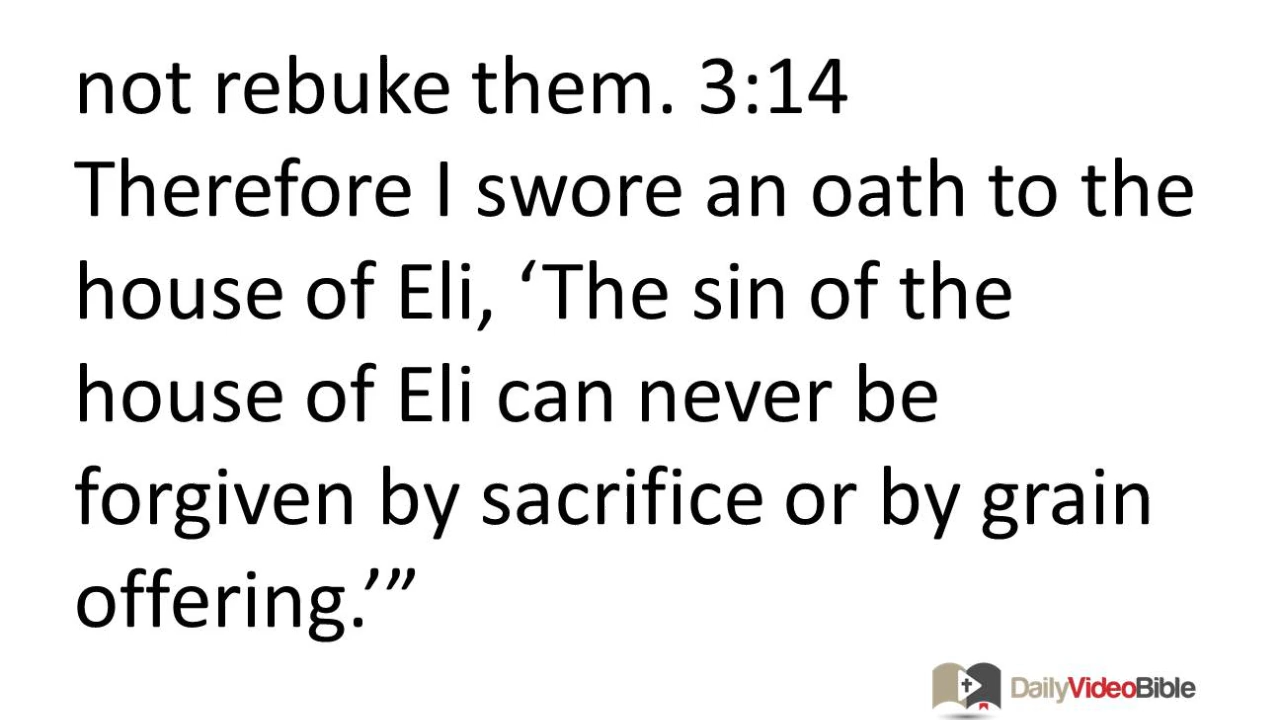 not rebuke them. 3:14
Therefore I swore an oath to the
house of Eli, ‘The sin of the
house of Eli can never be
forgiven by sacrifice or by grain
offering.’”
DailyVideoBible